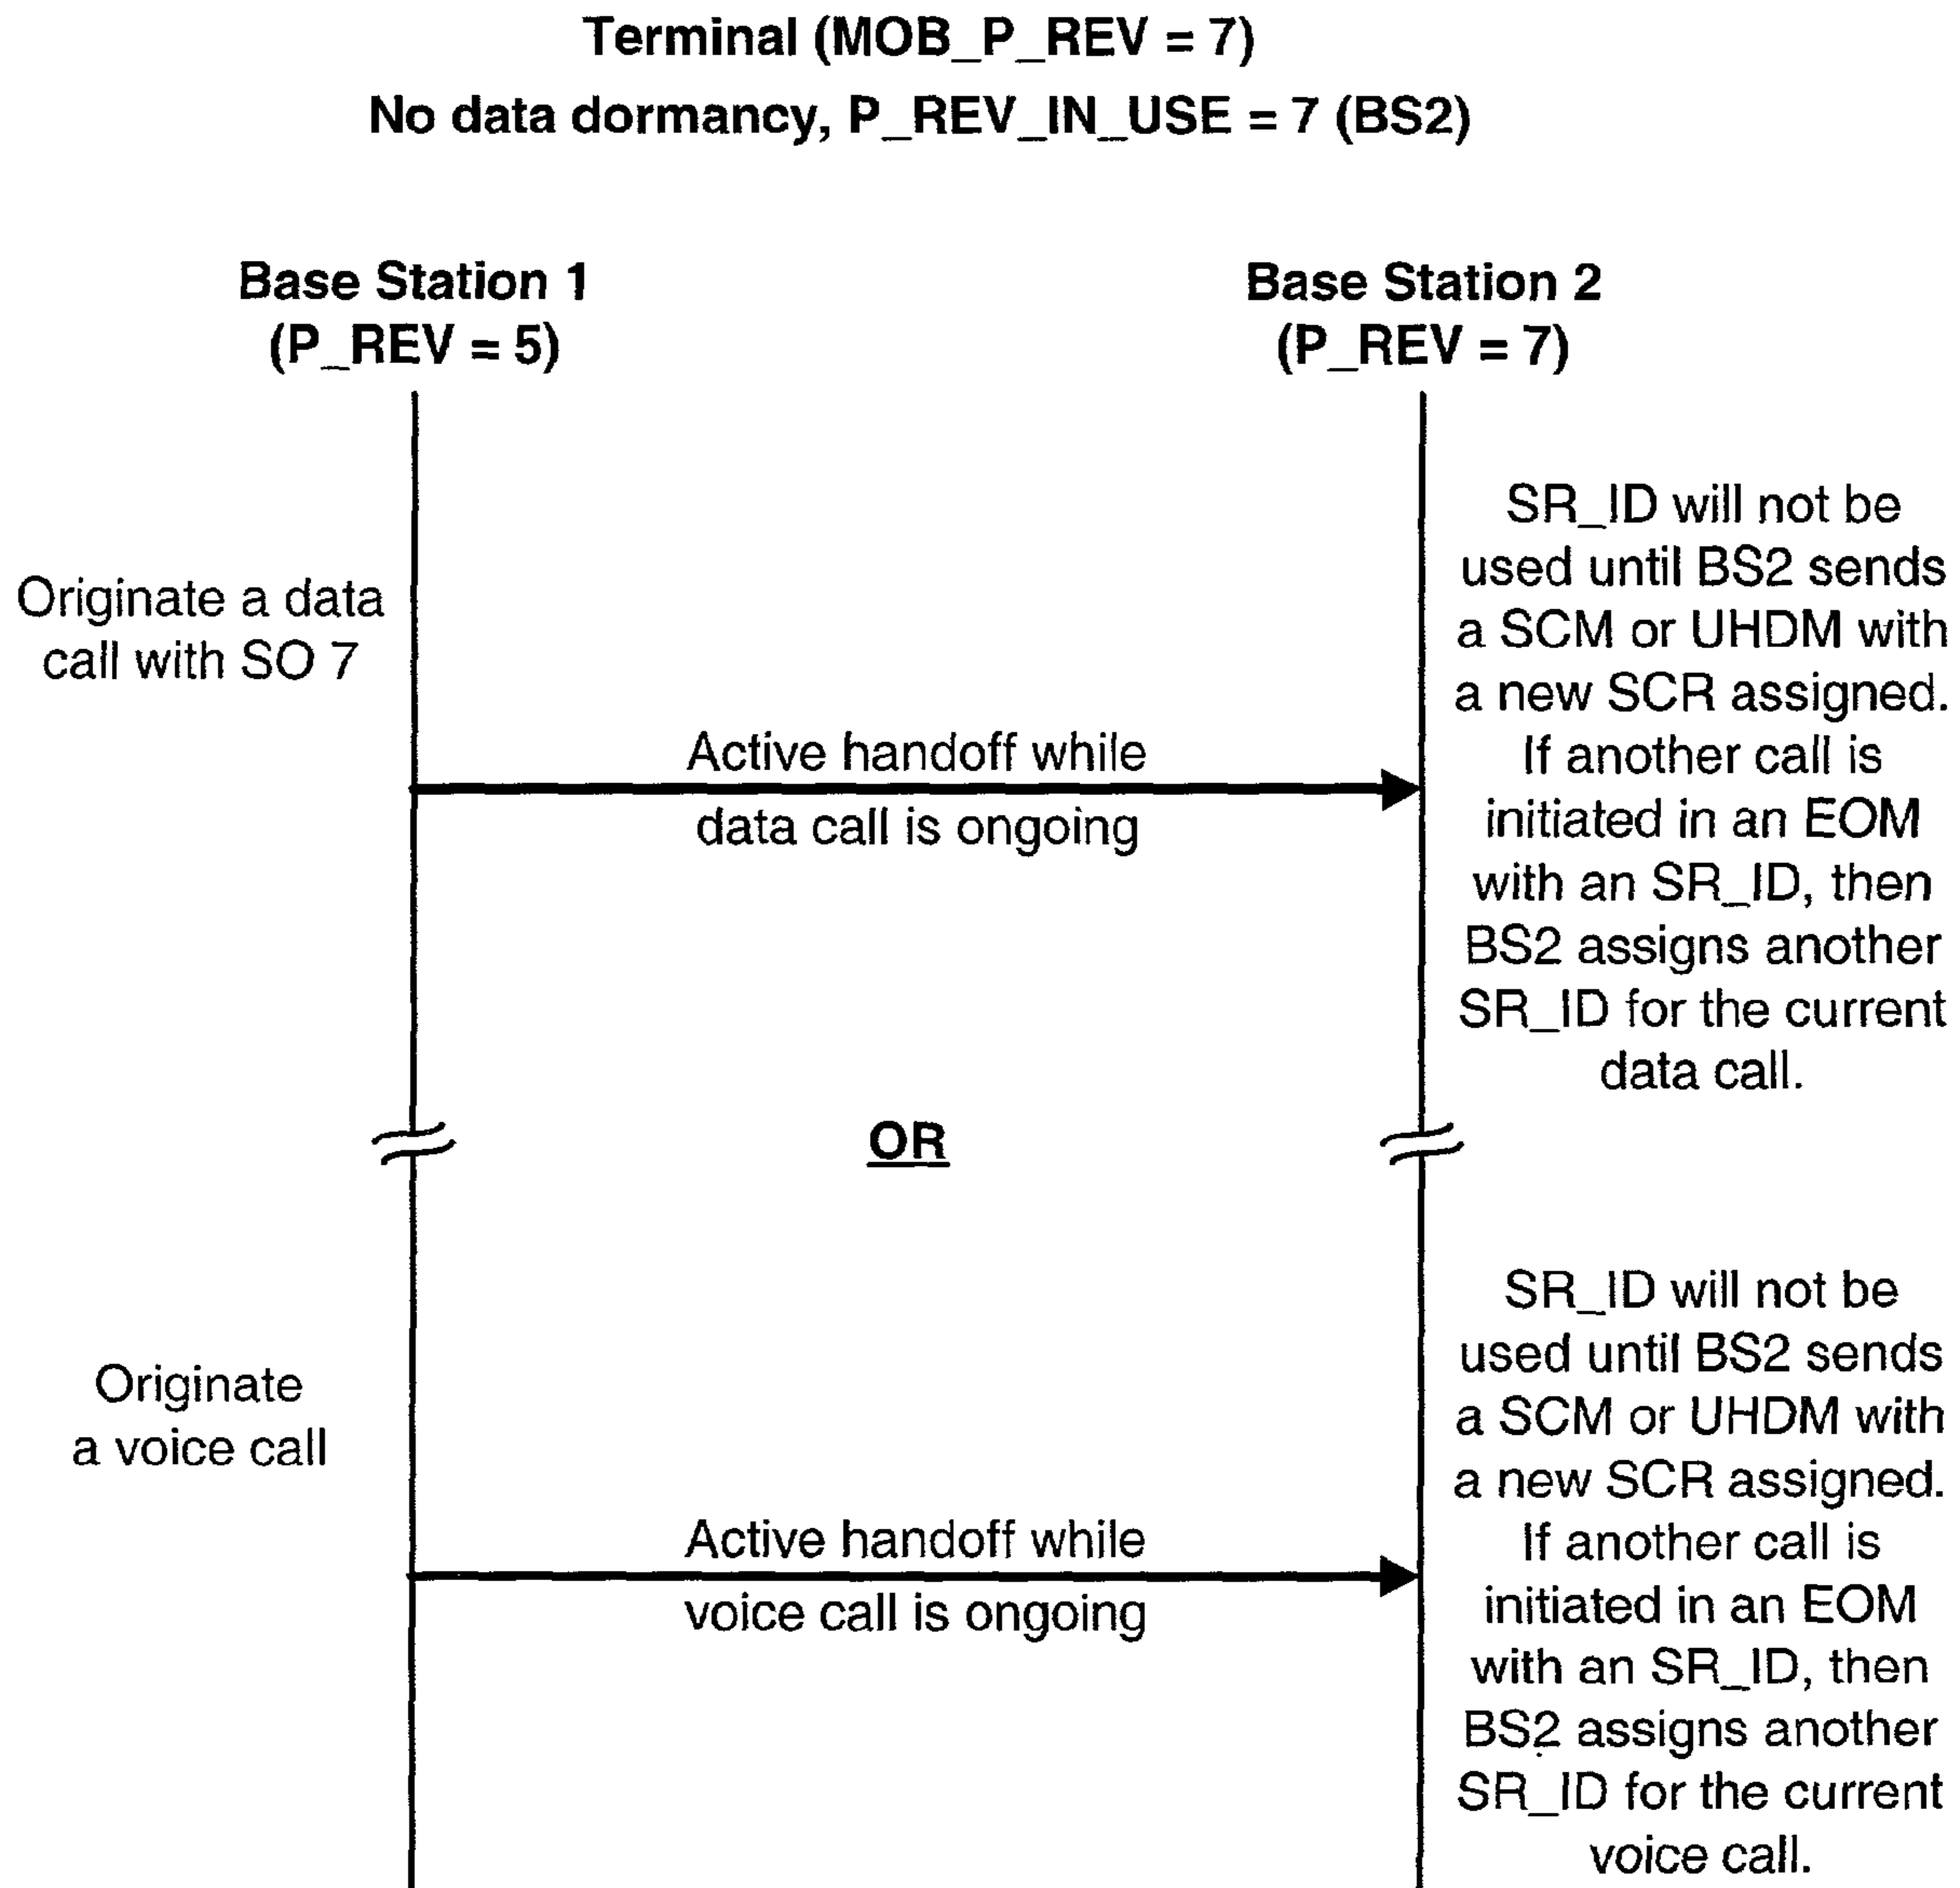 Terminal (MOB_P_REV = 7)
No data dormancy, P_REV_IN_USE = 7 (BS2)
Base Station 1
(P_REV = 5)
Base Station 2
(P_REV = 7)
Originate a data
call with SO 7
Active handoff while
data call is ongoing
SR_ID will not be
used until BS2 sends
a SCM or UHDM with
a new SCR assigned.
If another call is
initiated in an EOM
with an SR_ID, then
BS2 assigns another
SR_ID for the current
data call.
OR
Originate
a voice call
Active handoff while
voice call is ongoing
SR_ID will not be
used until BS2 sends
a SCM or UHDM with
a new SCR assigned.
If another call is
initiated in an EOM
with an SR_ID, then
BS2 assigns another
SR_ID for the current
voice call.